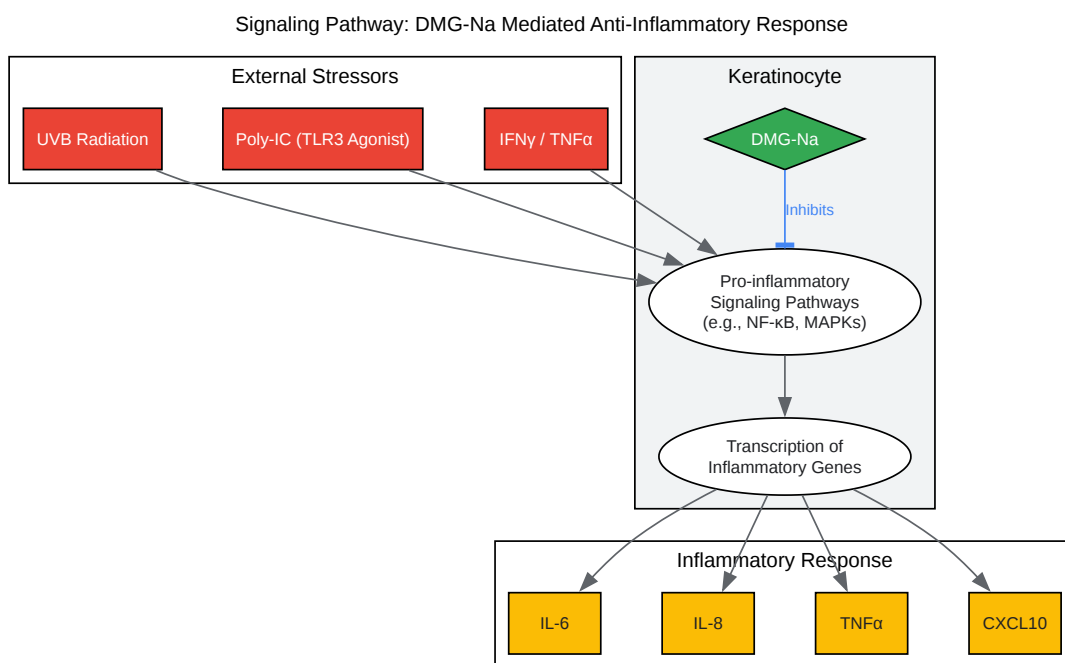 Signaling Pathway: DMG-Na Mediated Anti-Inflammatory Response
External Stressors
Keratinocyte
UVB Radiation
Poly-IC (TLR3 Agonist)
IFNγ / TNFα
DMG-Na
Inhibits
Pro-inflammatory
Signaling Pathways
(e.g., NF-κB, MAPKs)
Transcription of
Inflammatory Genes
Inflammatory Response
IL-6
IL-8
TNFα
CXCL10